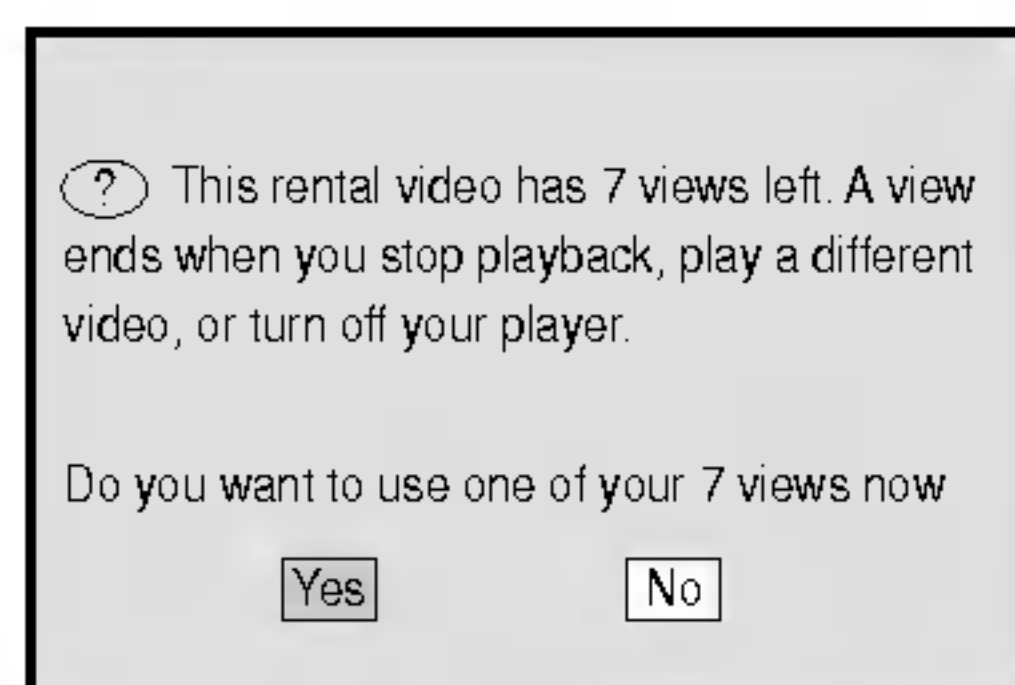 ? This rental video has 7 views left. A view
ends when you stop playback, play a different
video, or turn off your player.
Do you want to use one of your 7 views now
Yes No